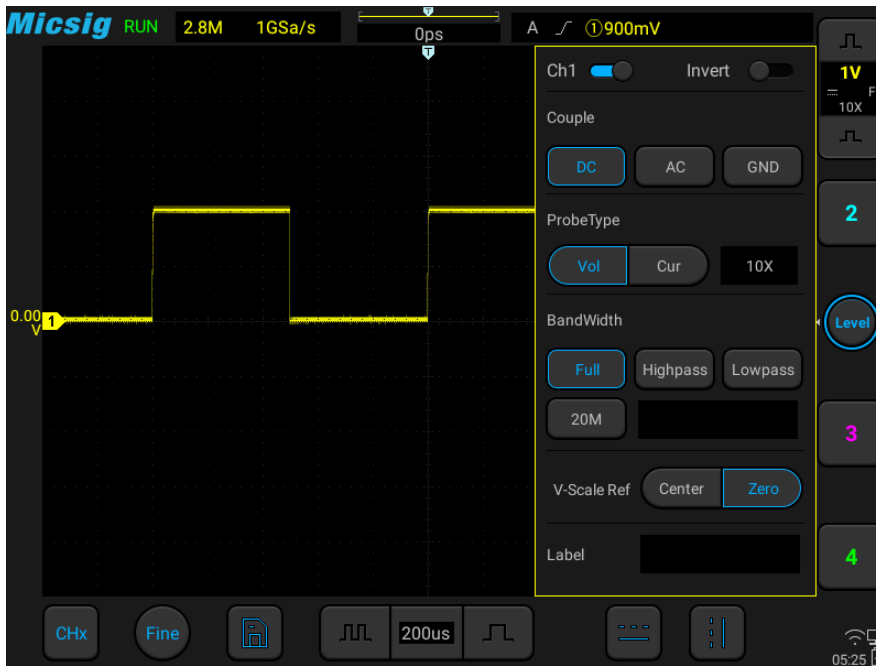 Micsig RUN 2.8M 1GSa/s T 0ps A ①900mV
T
Ch1 Invert
1V
F
10X
Couple
DC AC GND
2
ProbeType
Vol Cur 10X
0.00 1
V
BandWidth
Level
Full Highpass Lowpass
20M
3
V-Scale Ref Center Zero
Label
4
CHx Fine 200us
05:25